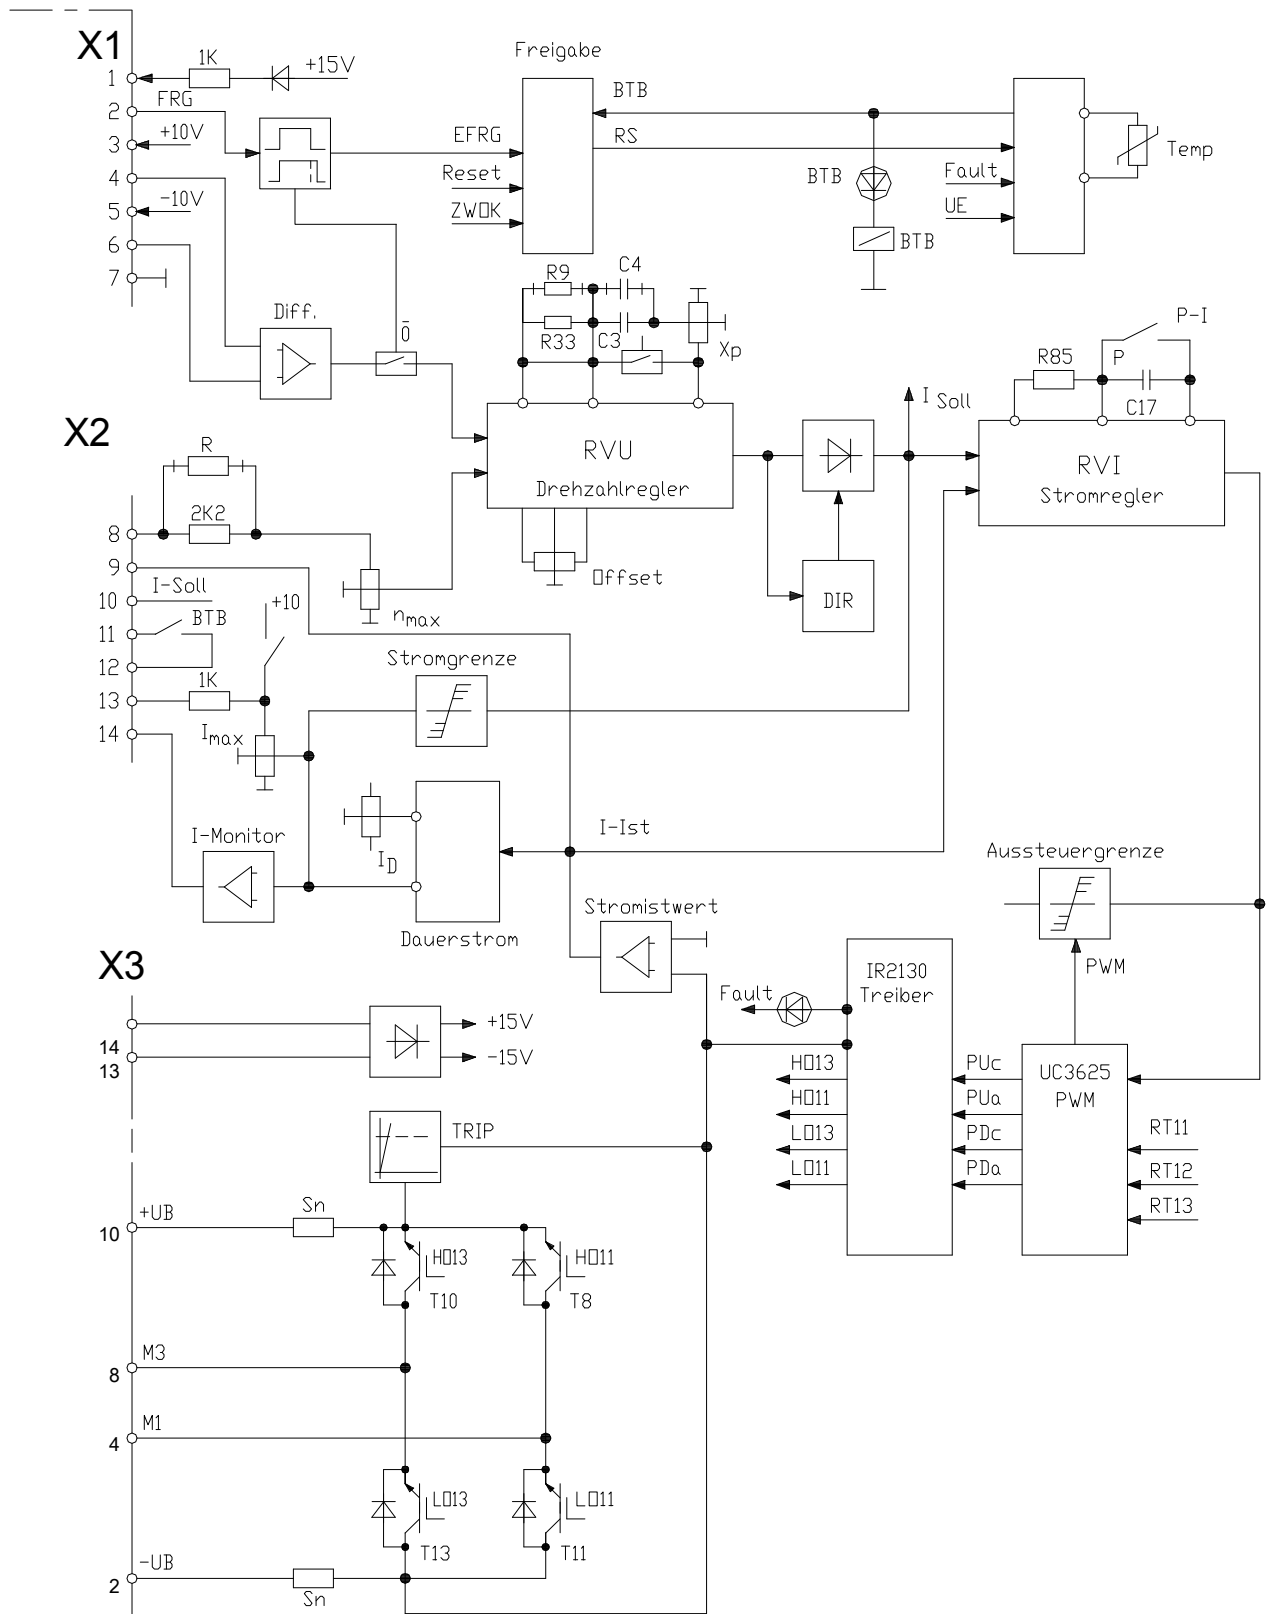 X1
1
1K
+15V
2
FRG
3
+10V
4
5
-10V
6
7
Freigabe
EFRG
Reset
ZWOK
BTB
RS
BTB
BTB
Fault
UE
Temp
Diff.
0
R9
C4
R33
C3
Xp
RVU
Drehzahlregler
Offset
DIR
I Soll
P-I
R85
P
C17
RVI
Stromregler
X2
R
8
2K2
9
10
I-Soll
11
BTB
12
+10
13
1K
14
nmax
Stromgrenze
Imax
I-Monitor
ID
Dauerstrom
I-Ist
Stromistwert
Aussteuergrenze
PWM
X3
14
13
+15V
-15V
Fault
IR2130
Treiber
HO13
HO11
LO13
LO11
PUc
PUa
PDc
PDa
UC3625
PWM
RT11
RT12
RT13
TRIP
10
+UB
Sn
HO13
T10
HO11
T8
8
M3
4
M1
LO13
T13
LO11
T11
2
-UB
Sn